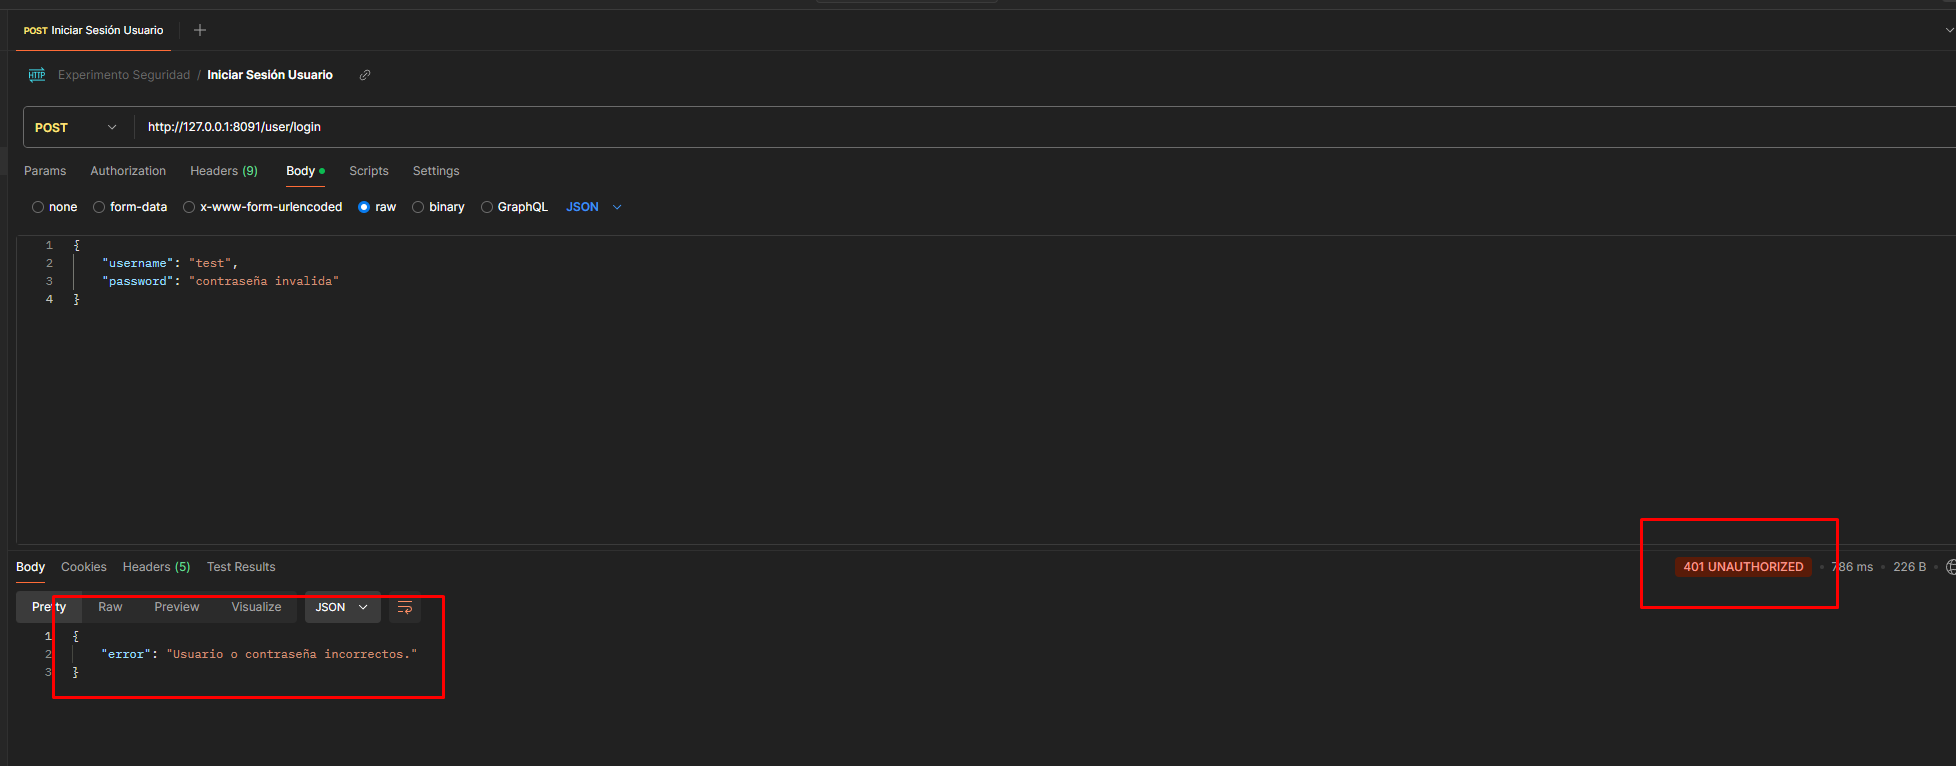 POST Iniciar Sesión Usuario
HTTP Experimento Seguridad / Iniciar Sesión Usuario
POST http://127.0.0.1:8091/user/login
Params Authorization Headers (9) Body Scripts Settings
none form-data x-www-form-urlencoded raw binary GraphQL JSON
1 {
2 "username": "test",
3 "password": "contraseña invalida"
4 }
Body Cookies Headers (5) Test Results 401 UNAUTHORIZED 786 ms 226 B
Pretty Raw Preview Visualize JSON
1 {
2 "error": "Usuario o contraseña incorrectos."
3 }